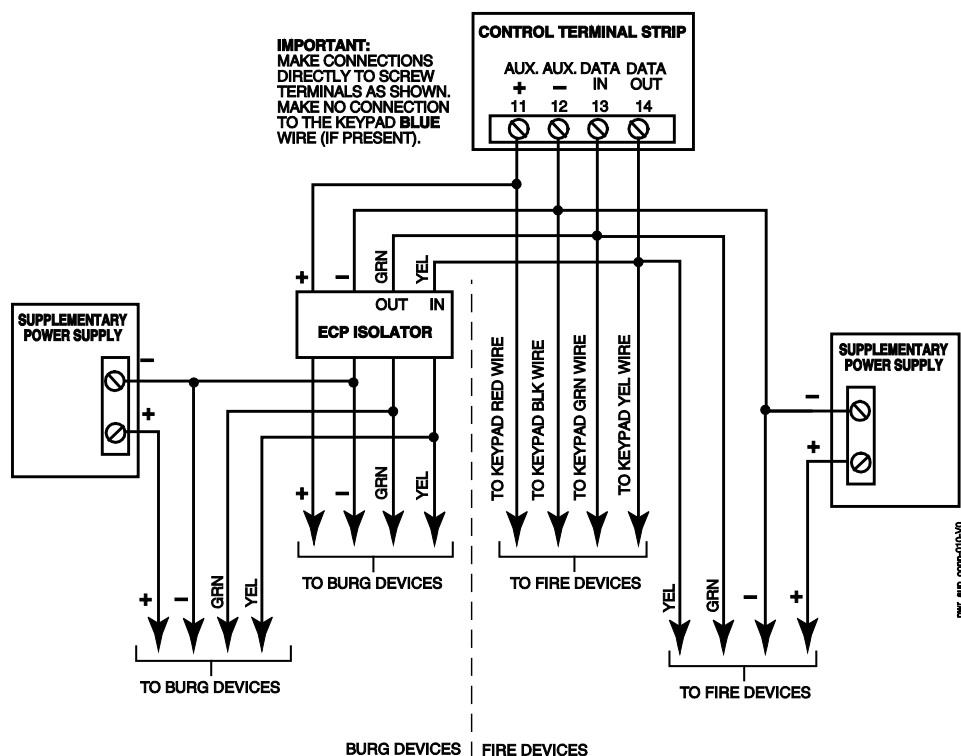 IMPORTANT:
MAKE CONNECTIONS
DIRECTLY TO SCREW
TERMINALS AS SHOWN.
MAKE NO CONNECTION
TO THE KEYPAD BLUE
WIRE (IF PRESENT).
CONTROL TERMINAL STRIP
AUX. AUX. DATA DATA
+ − IN OUT
11 12 13 14
+ − GRN YEL
OUT IN
ECP ISOLATOR
SUPPLEMENTARY
POWER SUPPLY
−
+
SUPPLEMENTARY
POWER SUPPLY
−
+
TO KEYPAD RED WIRE
TO KEYPAD BLK WIRE
TO KEYPAD GRN WIRE
TO KEYPAD YEL WIRE
+ − GRN YEL
TO BURG DEVICES
TO FIRE DEVICES
+ − GRN YEL
TO BURG DEVICES
YEL GRN − +
TO FIRE DEVICES
BURG DEVICES
FIRE DEVICES